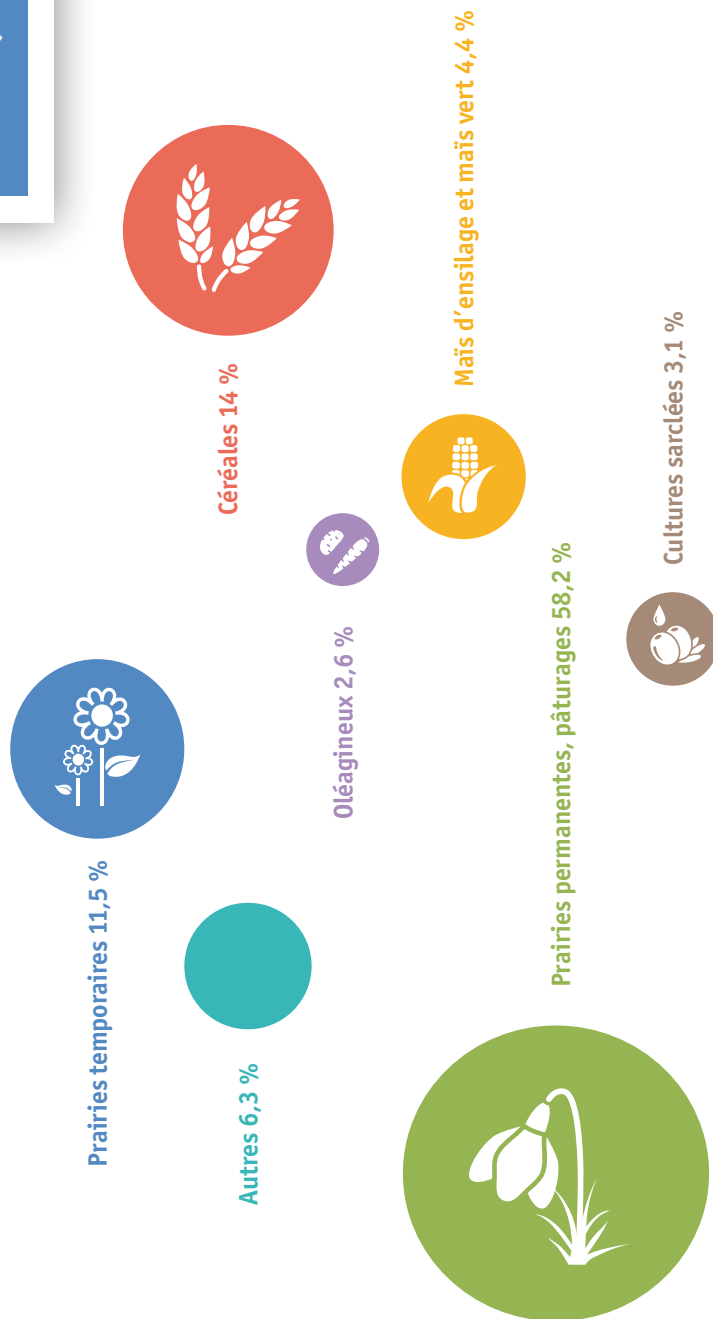 Prairies temporaires 11,5 %
Autres 6,3 %
Céréales 14 %
Oléagineux 2,6 %
Maïs d’ensilage et maïs vert 4,4 %
Prairies permanentes, pâturages 58,2 %
Cultures sarclées 3,1 %